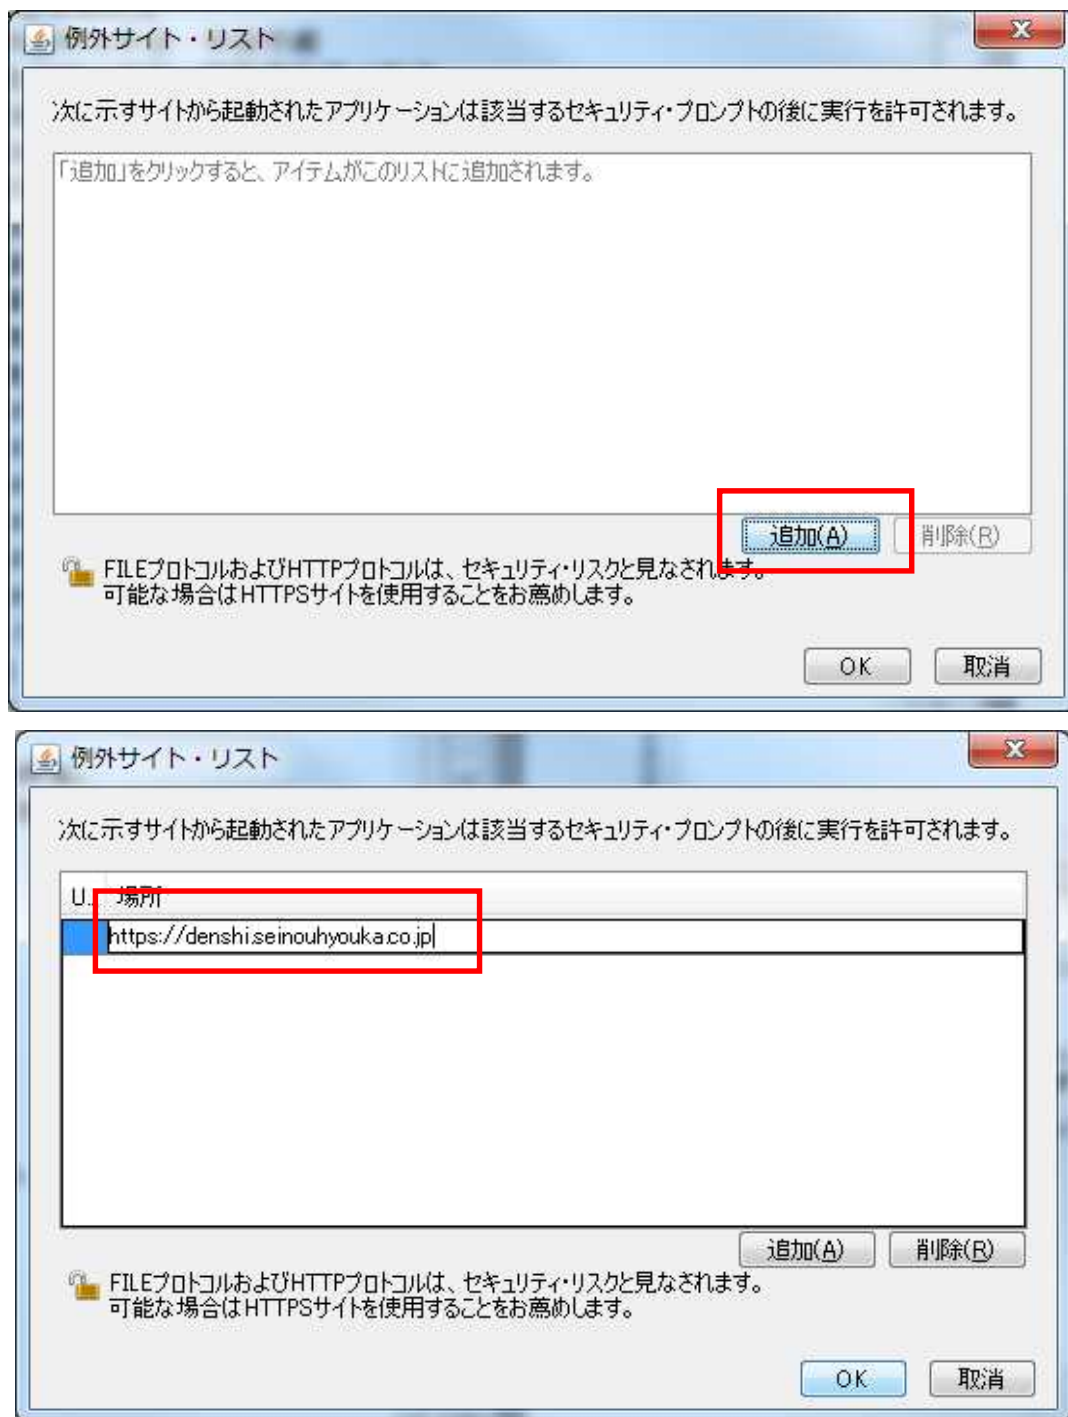 例外サイト・リスト
次に示すサイトから起動されたアプリケーションは該当するセキュリティ・プロンプトの後に実行を許可されます。
「追加」をクリックすると、アイテムがこのリストに追加されます。
追加(A) 削除(R)
FILEプロトコルおよびHTTPプロトコルは、セキュリティ・リスクと見なされます。
可能な場合はHTTPSサイトを使用することをお薦めします。
OK 取消
例外サイト・リスト
次に示すサイトから起動されたアプリケーションは該当するセキュリティ・プロンプトの後に実行を許可されます。
U... 場所
https://denshi.seinouhyouka.co.jp
追加(A) 削除(R)
FILEプロトコルおよびHTTPプロトコルは、セキュリティ・リスクと見なされます。
可能な場合はHTTPSサイトを使用することをお薦めします。
OK 取消